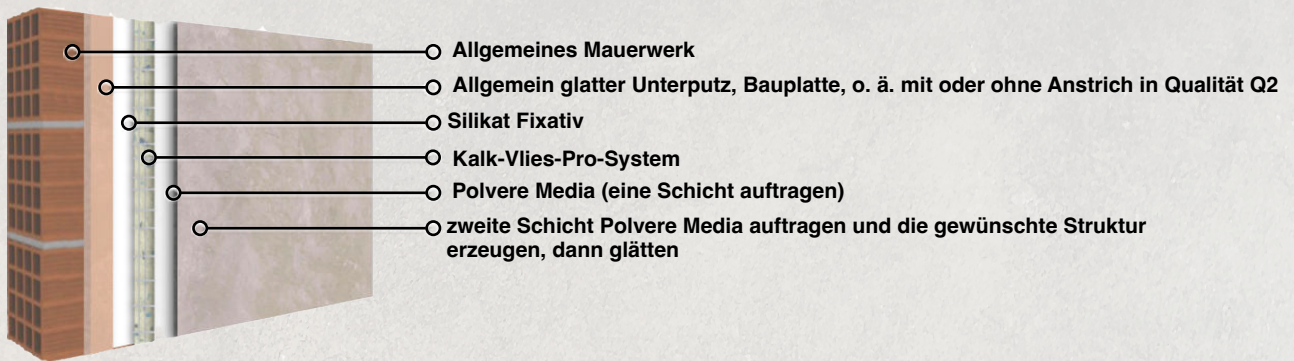 Allgemeines Mauerwerk
Allgemein glatter Unterputz, Bauplatte, o. ä. mit oder ohne Anstrich in Qualität Q2
Silikat Fixativ
Kalk-Vlies-Pro-System
Polvere Media (eine Schicht auftragen)
zweite Schicht Polvere Media auftragen und die gewünschte Struktur
erzeugen, dann glätten